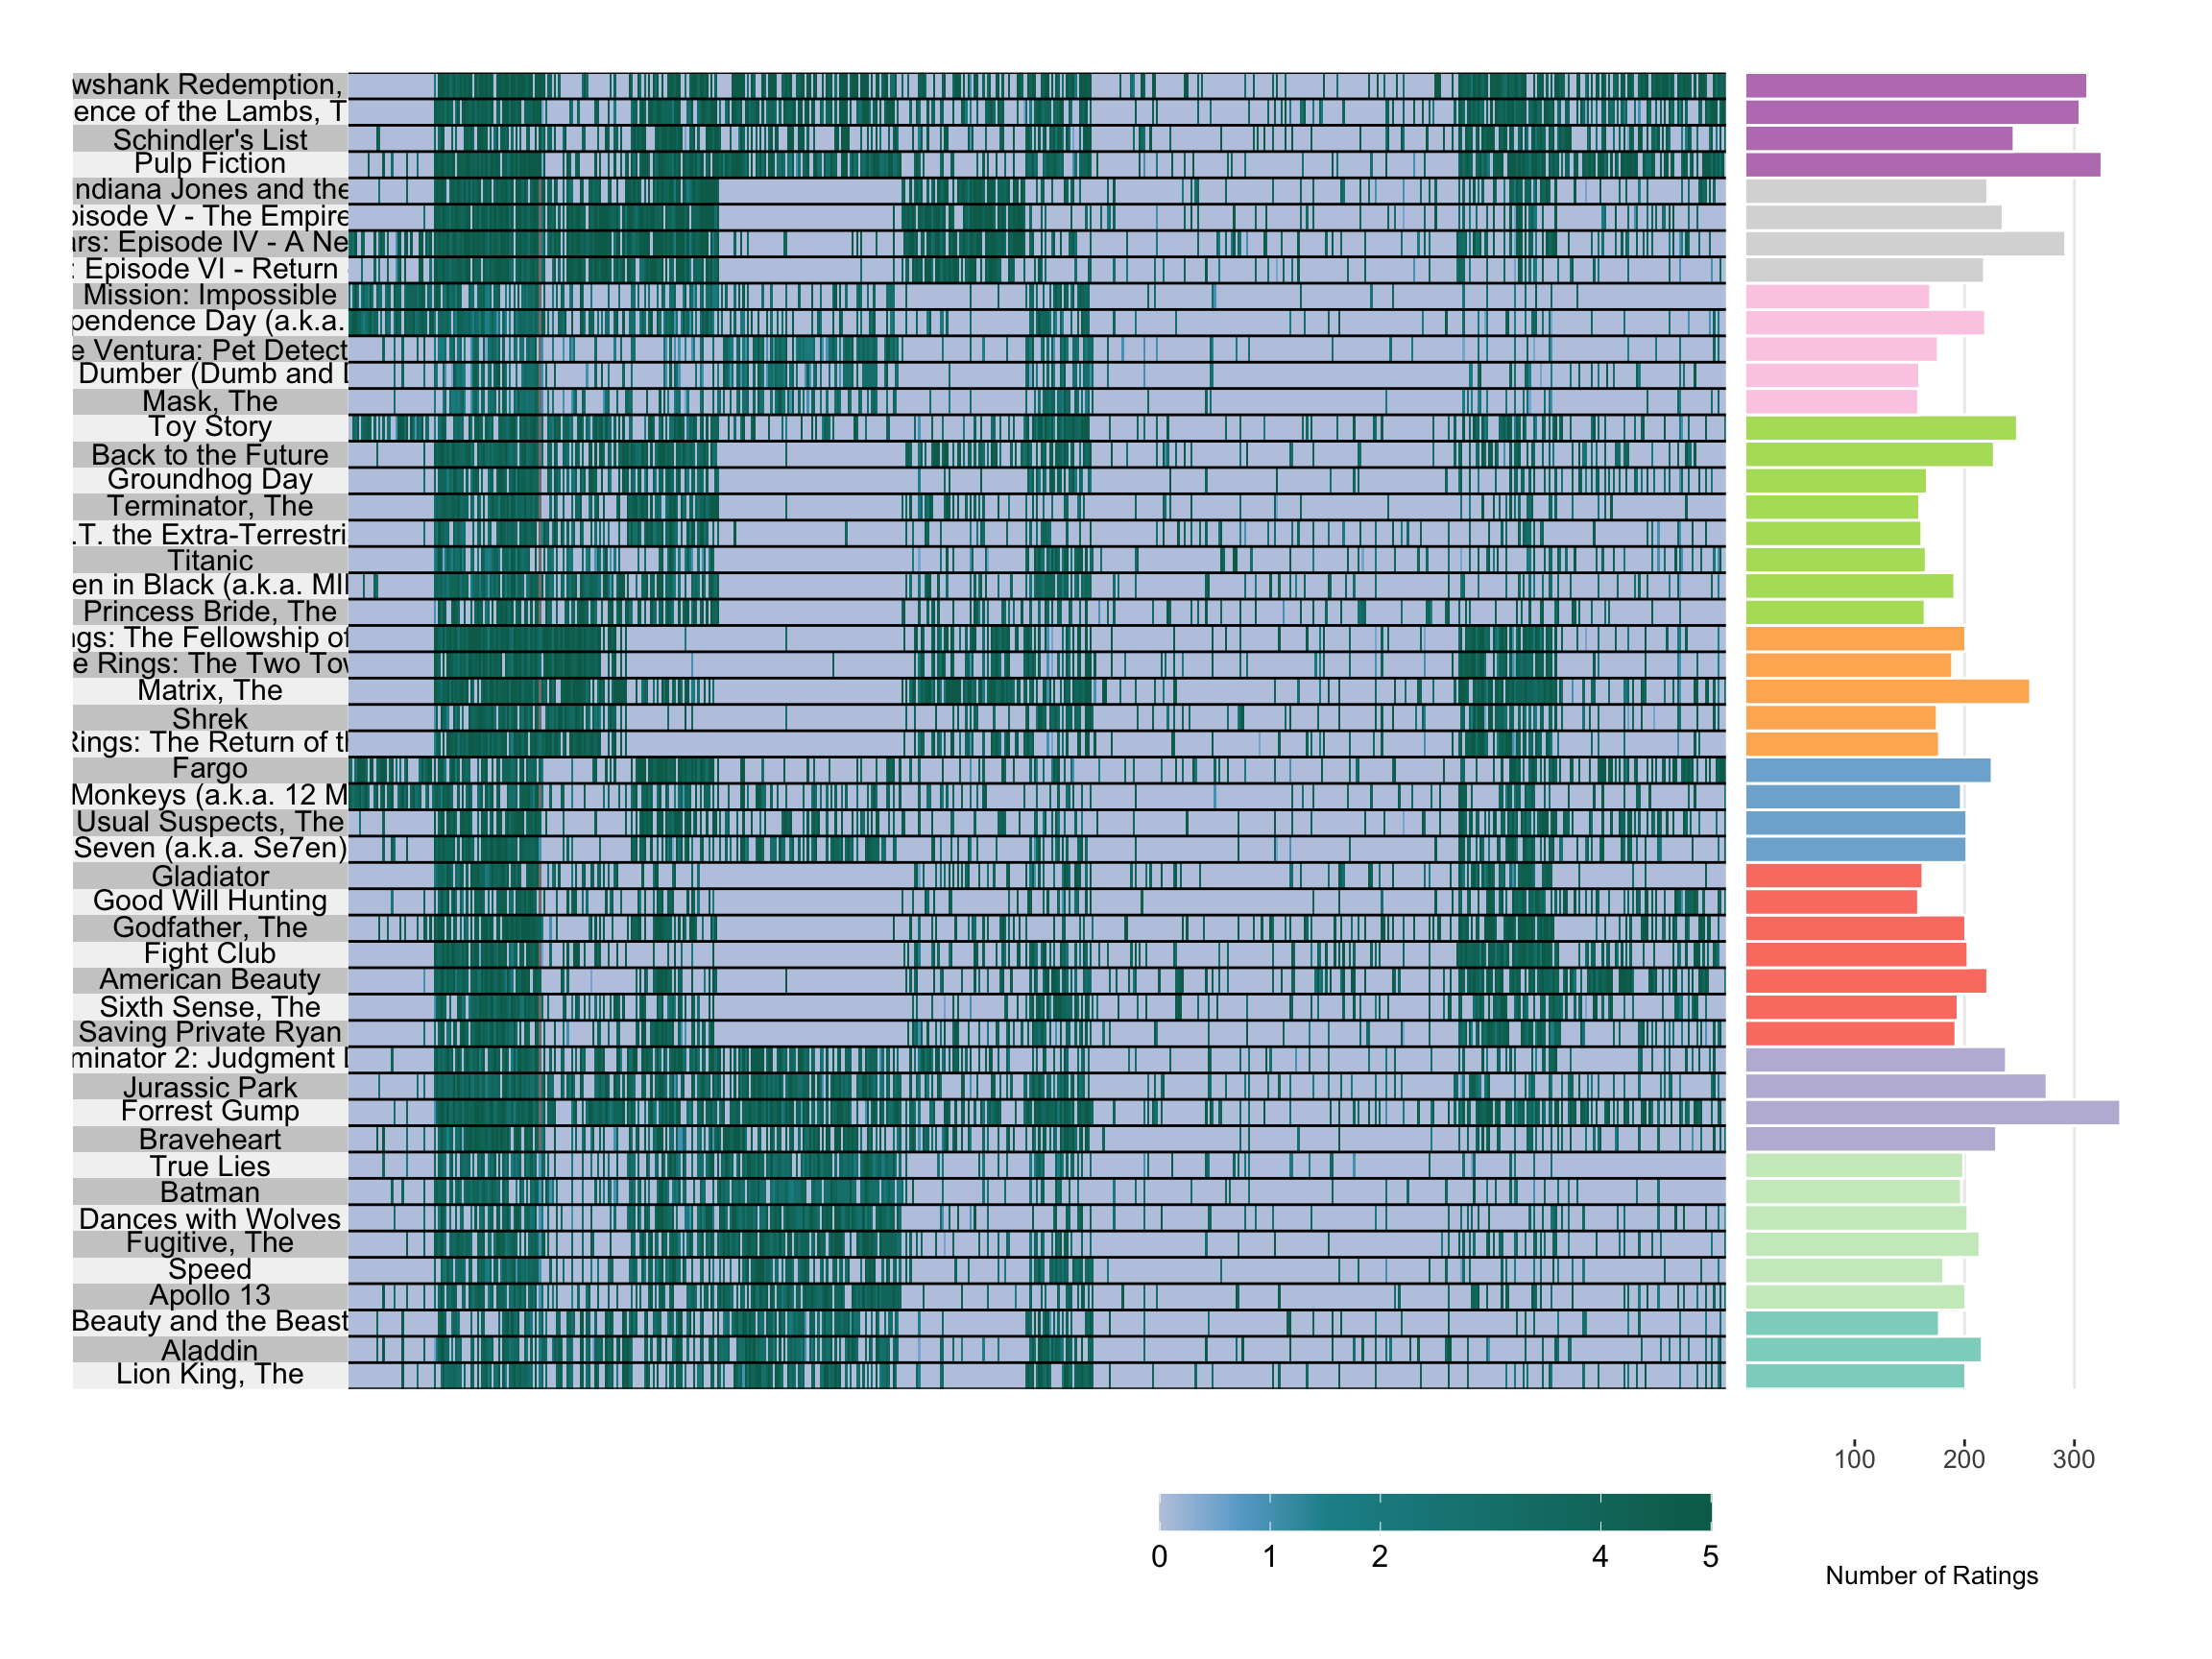 wshank Redemption,
ence of the Lambs, T
Schindler's List
Pulp Fiction
ndiana Jones and the
pisode V - The Empire
ars: Episode IV - A Ne
: Episode VI - Return
Mission: Impossible
pendence Day (a.k.a.
e Ventura: Pet Detect
Dumber (Dumb and D
Mask, The
Toy Story
Back to the Future
Groundhog Day
Terminator, The
.T. the Extra-Terrestri
Titanic
en in Black (a.k.a. MII
Princess Bride, The
ngs: The Fellowship of
e Rings: The Two Tow
Matrix, The
Shrek
Rings: The Return of th
Fargo
Monkeys (a.k.a. 12 M
Usual Suspects, The
Seven (a.k.a. Se7en)
Gladiator
Good Will Hunting
Godfather, The
Fight Club
American Beauty
Sixth Sense, The
Saving Private Ryan
minator 2: Judgment D
Jurassic Park
Forrest Gump
Braveheart
True Lies
Batman
Dances with Wolves
Fugitive, The
Speed
Apollo 13
Beauty and the Beast
Aladdin
Lion King, The
100 200 300
0 1 2 4 5
Number of Ratings